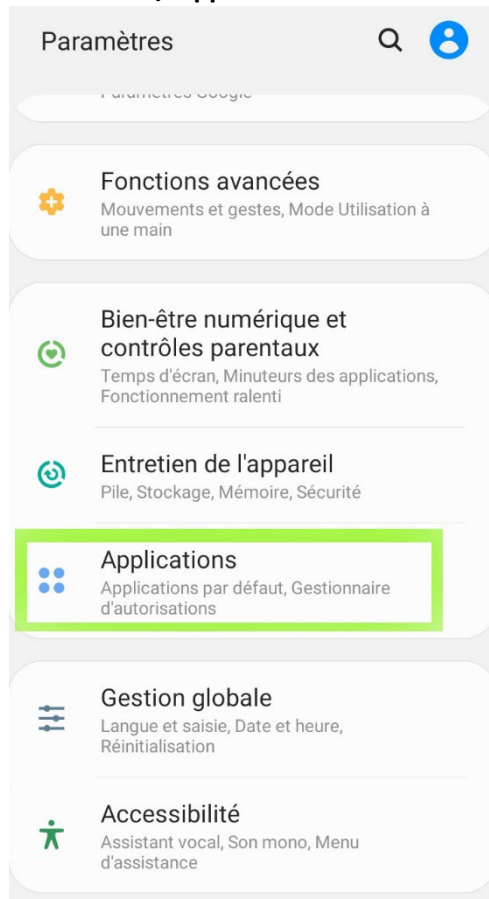 Paramètres
Paramètres Google
Fonctions avancées
Mouvements et gestes, Mode Utilisation à
une main
Bien-être numérique et
contrôles parentaux
Temps d'écran, Minuteurs des applications,
Fonctionnement ralenti
Entretien de l'appareil
Pile, Stockage, Mémoire, Sécurité
Applications
Applications par défaut, Gestionnaire
d'autorisations
Gestion globale
Langue et saisie, Date et heure,
Réinitialisation
Accessibilité
Assistant vocal, Son mono, Menu
d'assistance